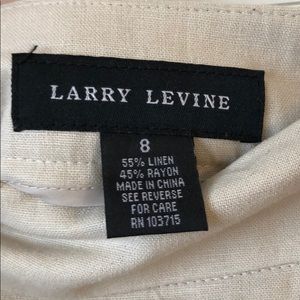 LARRY LEVINE
8
55% LINEN
45% RAYON
MADE IN CHINA
SEE REVERSE
FOR CARE
RN 103715